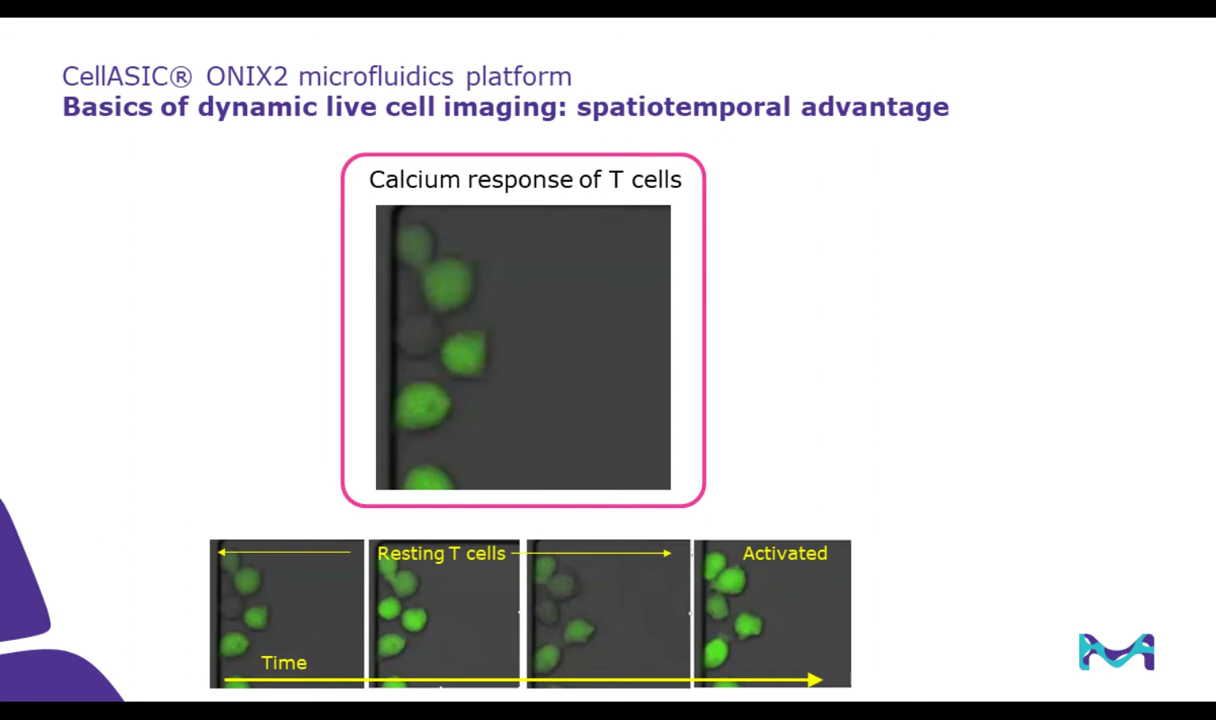 CellASIC® ONIX2 microfluidics platform
Basics of dynamic live cell imaging: spatiotemporal advantage
Calcium response of T cells
Resting T cells
Activated
Time